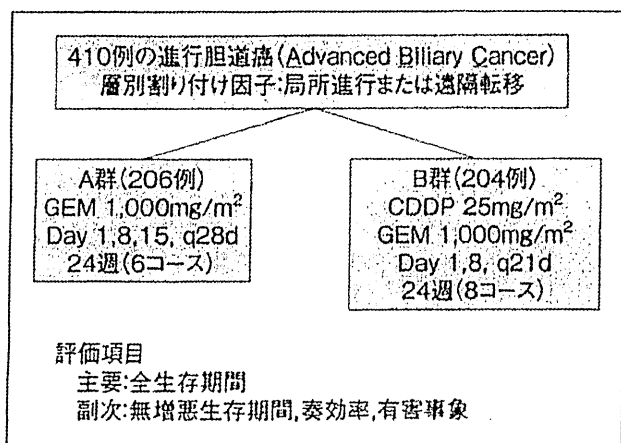 410例の進行胆道癌(Advanced Biliary Cancer)
層別割り付け因子:局所進行または遠隔転移
A群(206例)
GEM 1,000mg/m²
Day 1,8,15, q28d
24週(6コース)
B群(204例)
CDDP 25mg/m²
GEM 1,000mg/m²
Day 1,8, q21d
24週(8コース)
評価項目
主要:全生存期間
副次:無増悪生存期間,奏効率,有害事象